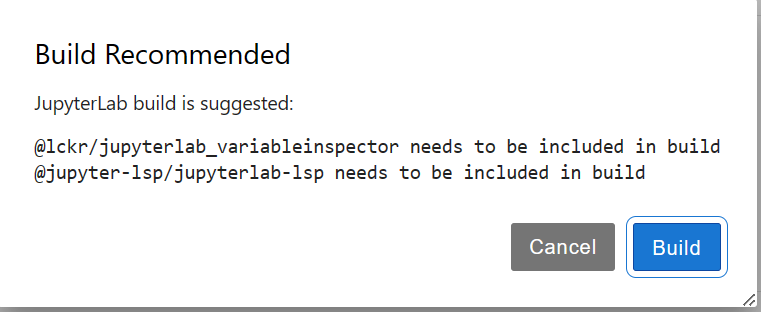 Build Recommended
JupyterLab build is suggested:
@lckr/jupyterlab_variableinspector needs to be included in build
@jupyter-lsp/jupyterlab-lsp needs to be included in build
Cancel
Build